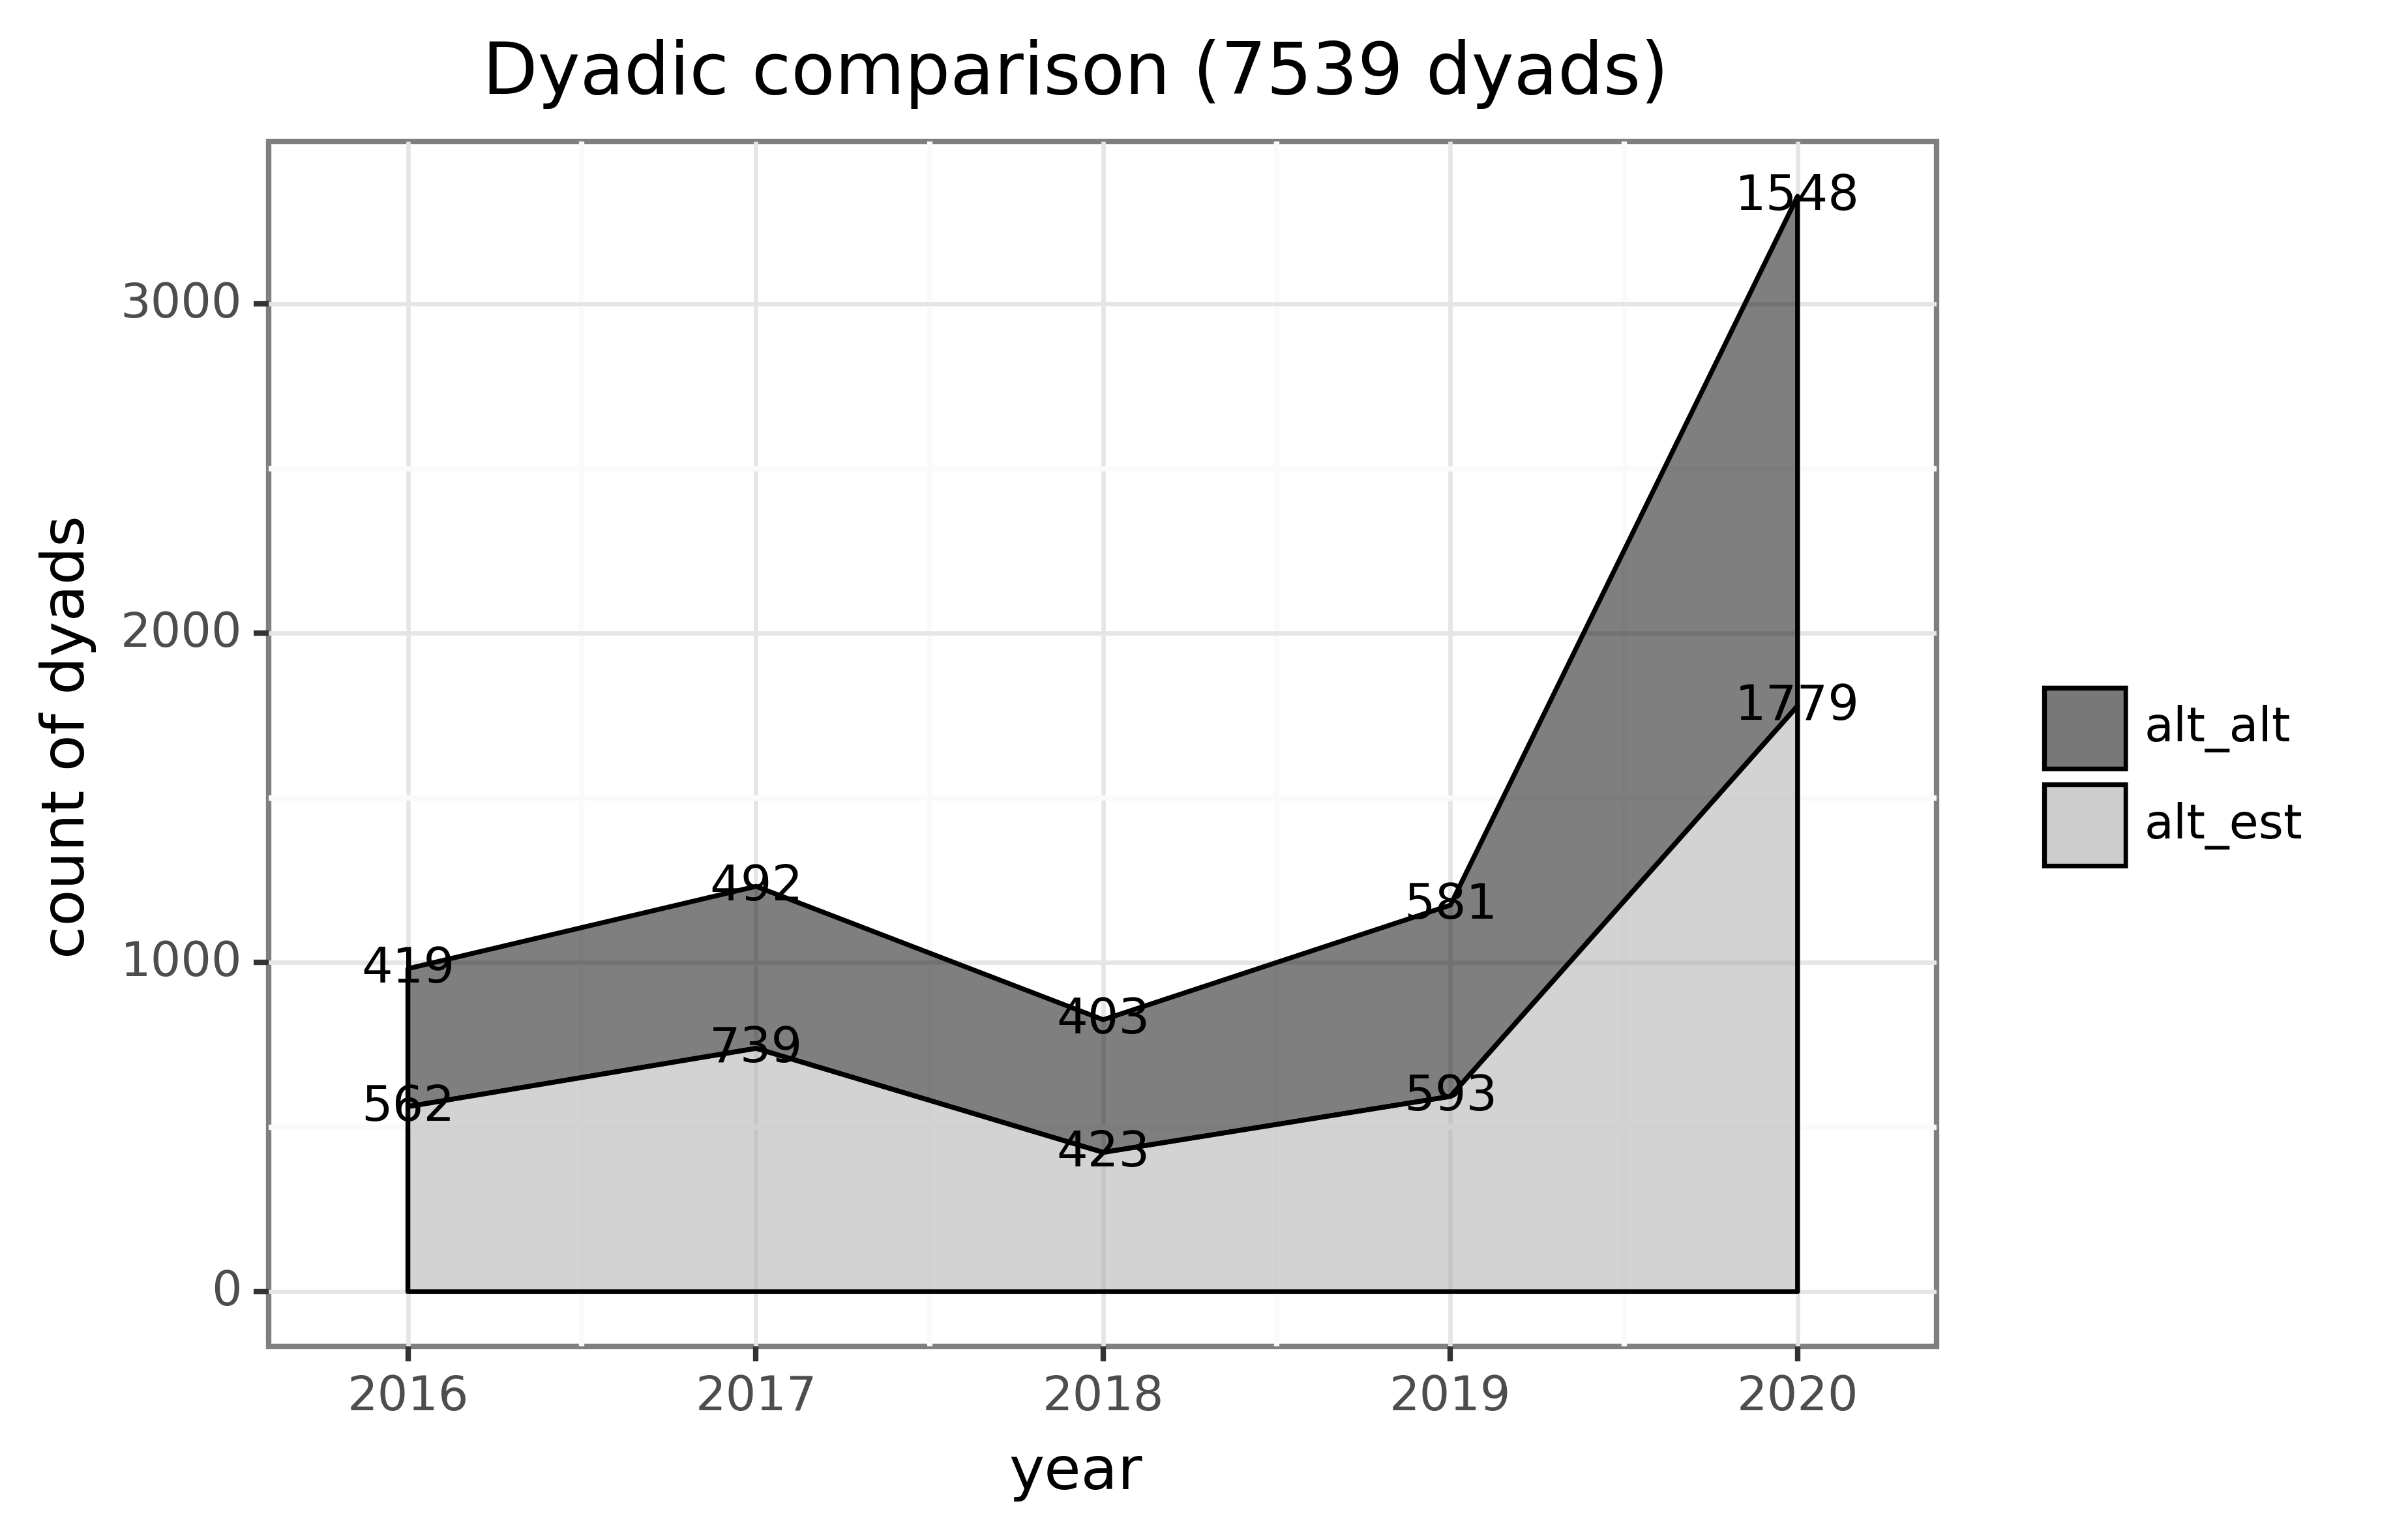 Dyadic comparison (7539 dyads)
count of dyads
3000
2000
1000
0
1548
1779
492
581
419
403
739
593
562
423
2016 2017 2018 2019 2020
year
alt_alt
alt_est